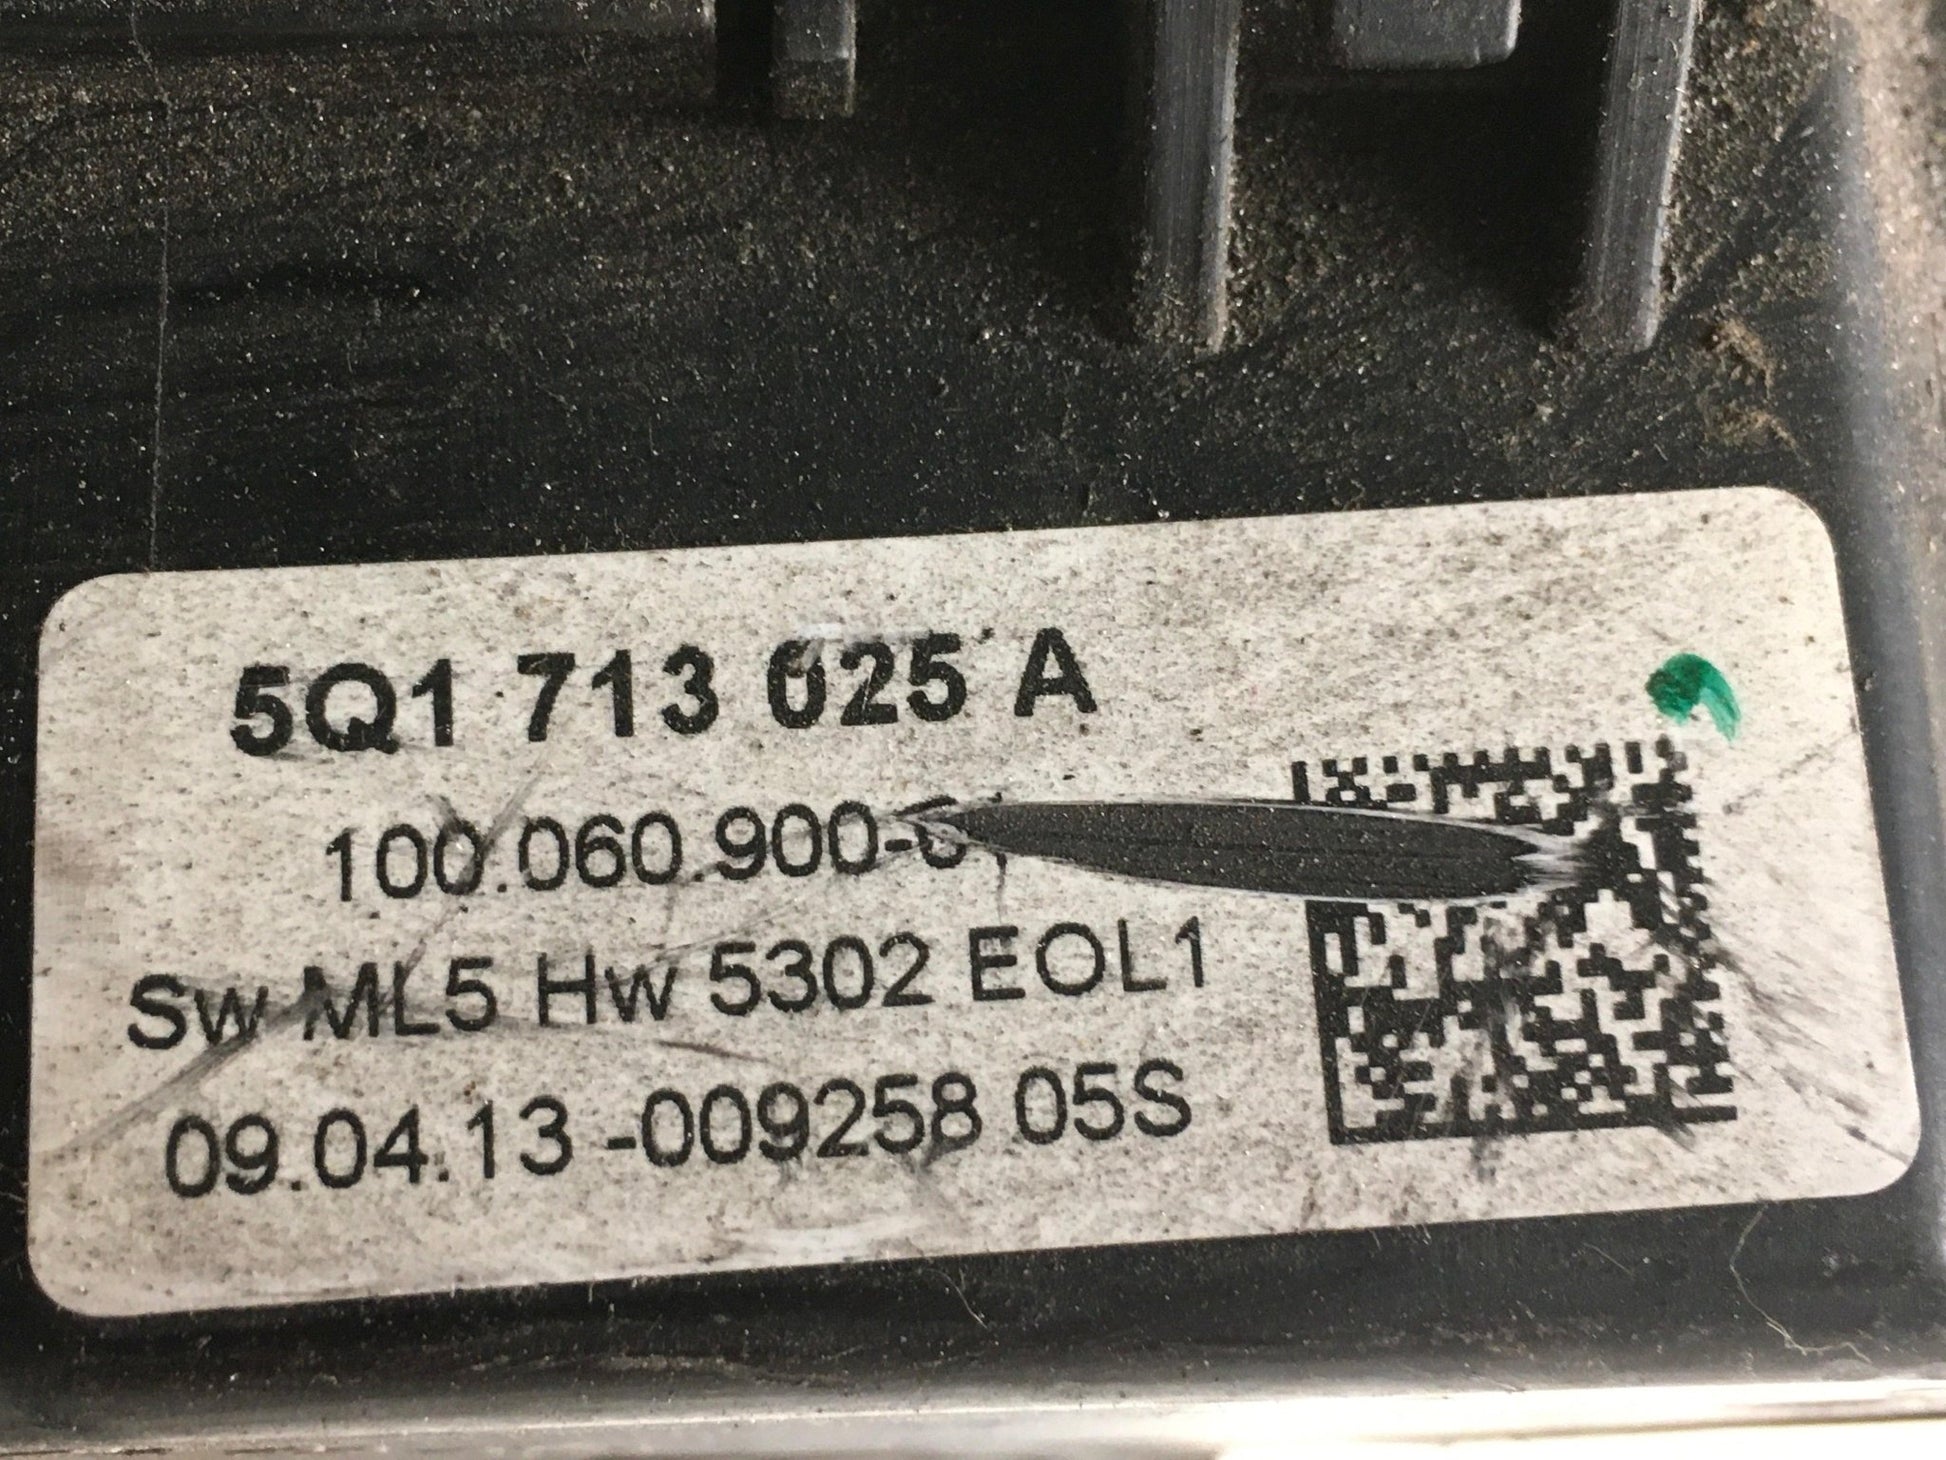 5Q1 713 025 A
100.060.900-
Sw ML5 Hw 5302 EOL1
09.04.13 -009258 05S